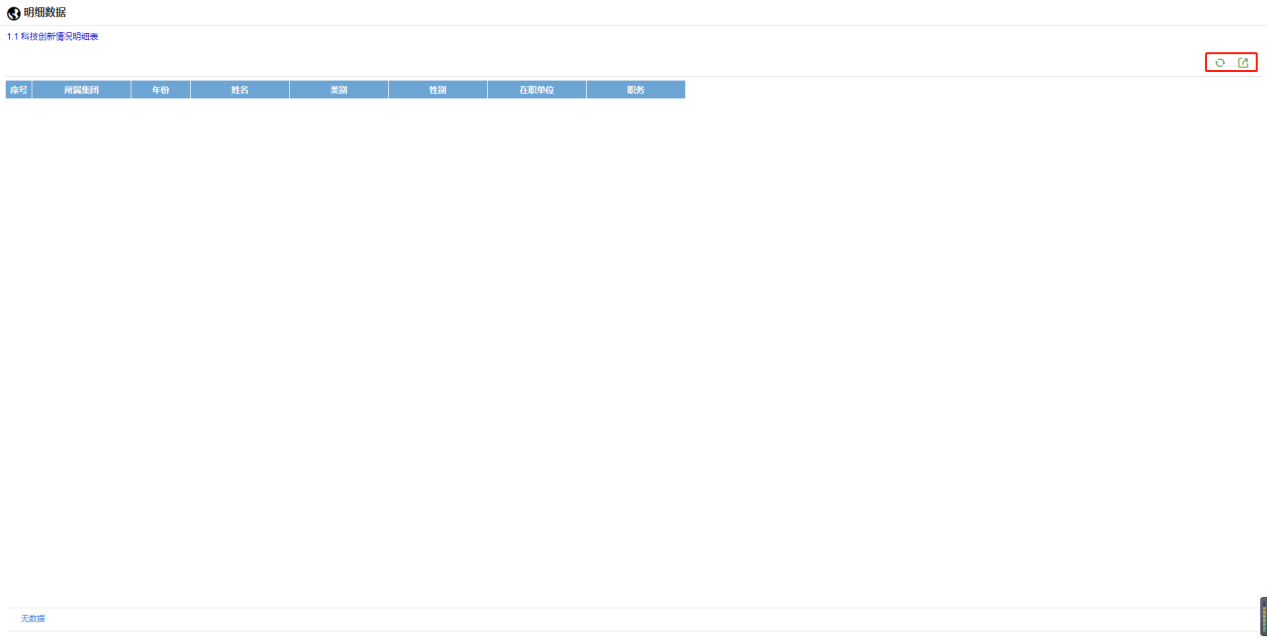 明细数据
1.1 科技创新情况明细表
序号 所属集团 年份 姓名 类别 性别 在职单位 职务
无数据